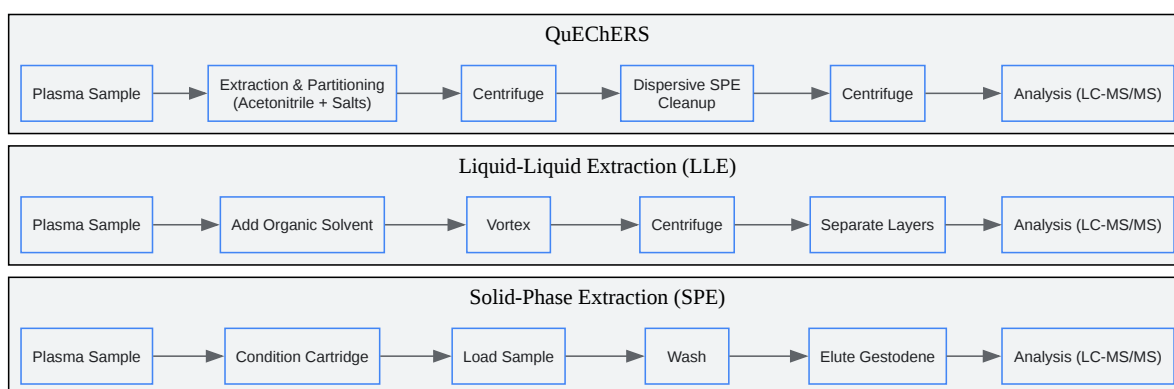 QuEChERS
Plasma Sample
Extraction & Partitioning
(Acetonitrile + Salts)
Centrifuge
Dispersive SPE
Cleanup
Centrifuge
Analysis (LC-MS/MS)
Liquid-Liquid Extraction (LLE)
Plasma Sample
Add Organic Solvent
Vortex
Centrifuge
Separate Layers
Analysis (LC-MS/MS)
Solid-Phase Extraction (SPE)
Plasma Sample
Condition Cartridge
Load Sample
Wash
Elute Gestodene
Analysis (LC-MS/MS)